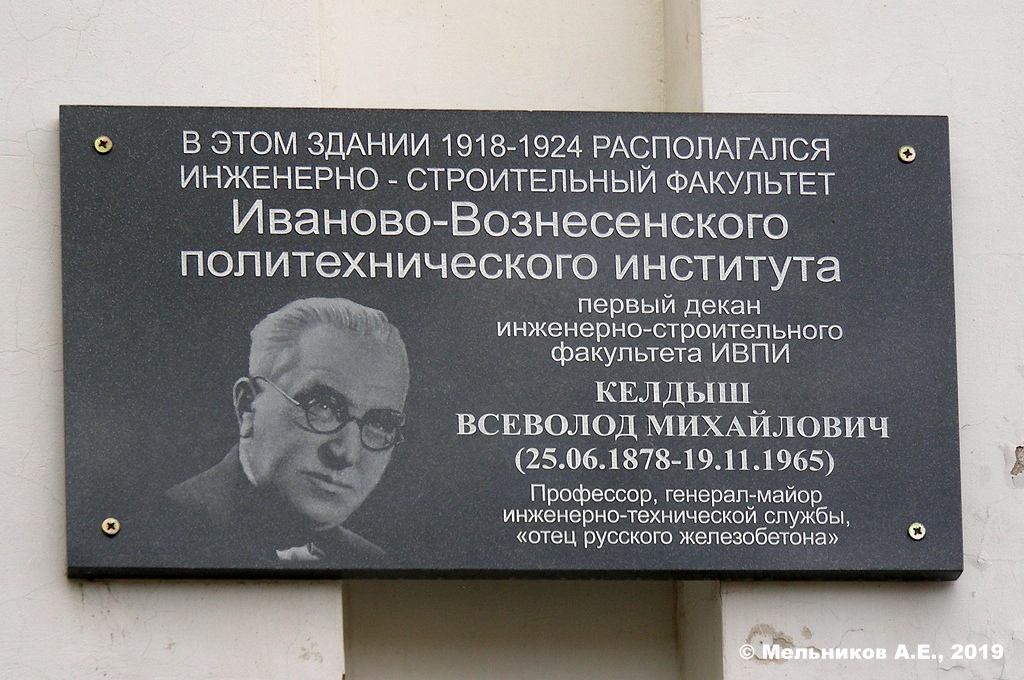 В ЭТОМ ЗДАНИИ 1918-1924 РАСПОЛАГАЛСЯ
ИНЖЕНЕРНО - СТРОИТЕЛЬНЫЙ ФАКУЛЬТЕТ
Иваново-Вознесенского
политехнического института
первый декан
инженерно-строительного
факультета ИВПИ
КЕЛДЫШ
ВСЕВОЛОД МИХАЙЛОВИЧ
(25.06.1878-19.11.1965)
Профессор, генерал-майор
инженерно-технической службы,
«отец русского железобетона»
© Мельников А.Е., 2019